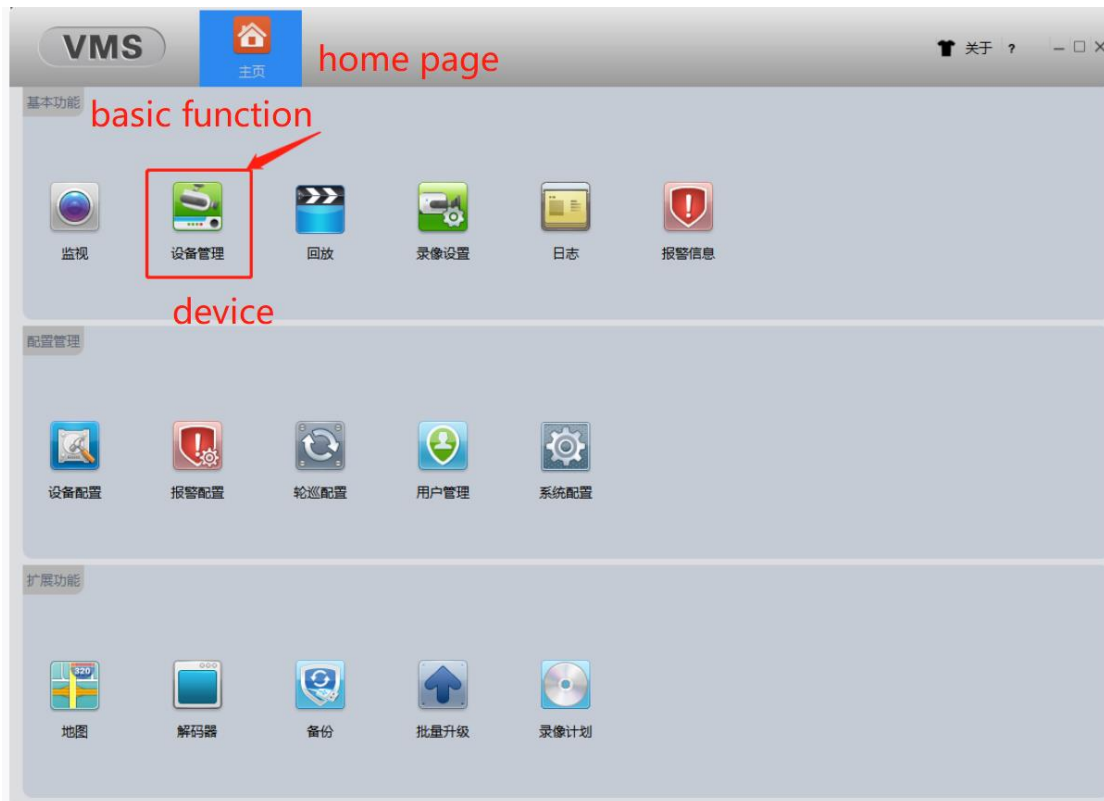 VMS
主页
home page
关于 ?
基本功能
basic function
监视
设备管理
回放
录像设置
日志
报警信息
device
配置管理
设备配置
报警配置
轮巡配置
用户管理
系统配置
扩展功能
320
地图
解码器
备份
批量升级
录像计划